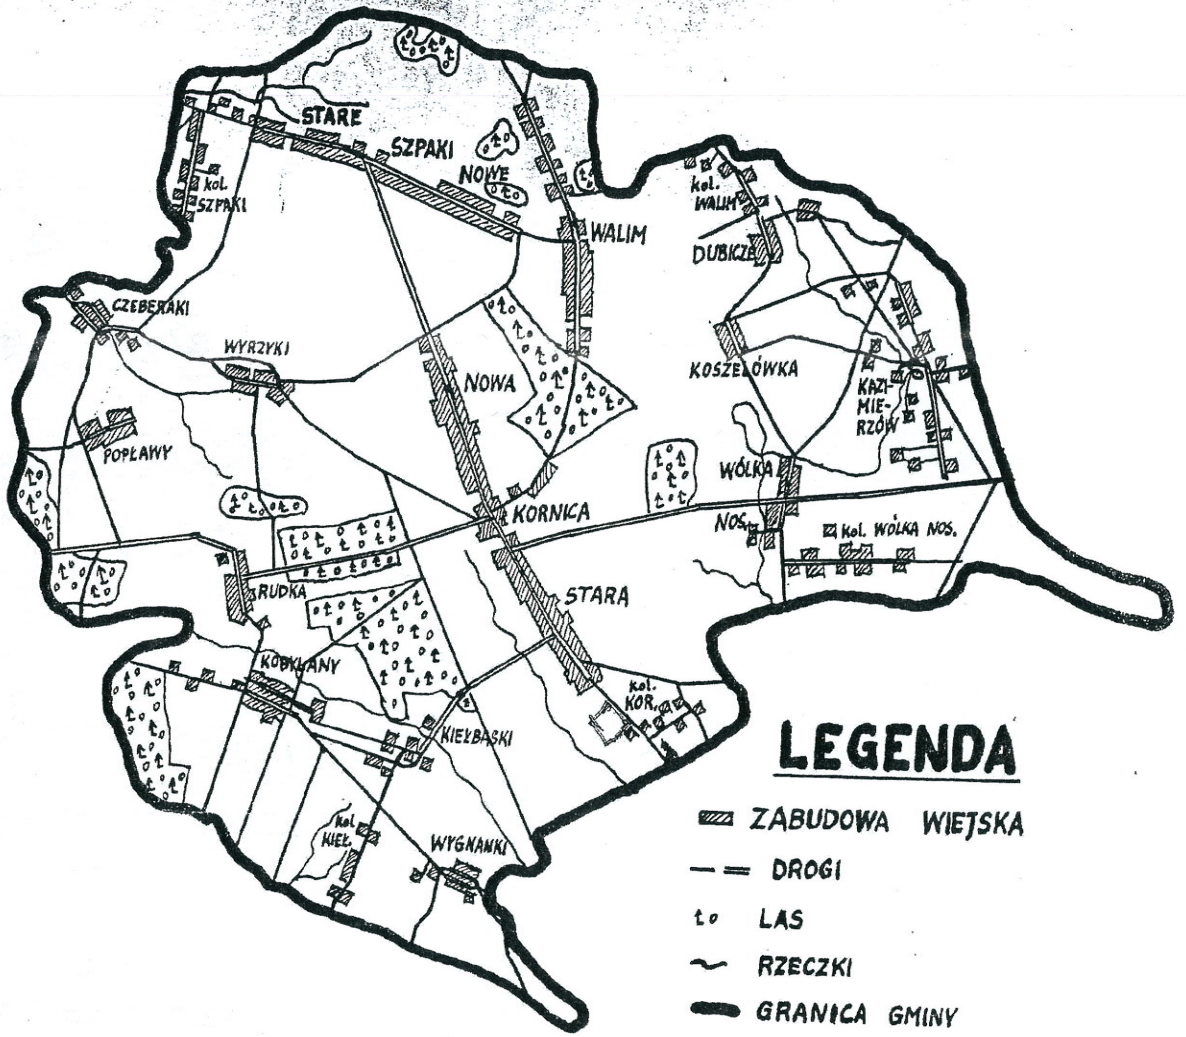 STARE
SZPAKI
NOWE
kol.
SZPAKI
WALIM
kol.
WALIM
DUBICZE
CZEBERAKI
WYRZYKI
NOWA
KOSZELÓWKA
KAZI-
MIE-
RZÓW
POPŁAWY
WÓLKA
NOS.
KORNICA
kol. WÓLKA NOS.
RUDKA
STARA
KOBYLANY
kol.
KOR.
KIEŁBASKI
kol.
KIEŁ.
WYGNANKI
LEGENDA
ZABUDOWA WIEJSKA
DROGI
LAS
RZECZKI
GRANICA GMINY